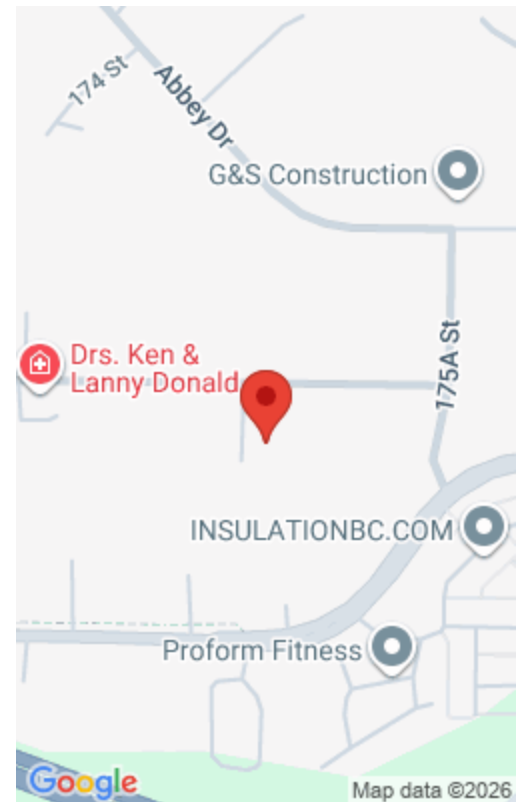 174 St
Abbey Dr
G&S Construction
175A St
Drs. Ken &
Lanny Donald
INSULATIONBC.COM
Proform Fitness
Google
Map data ©2026